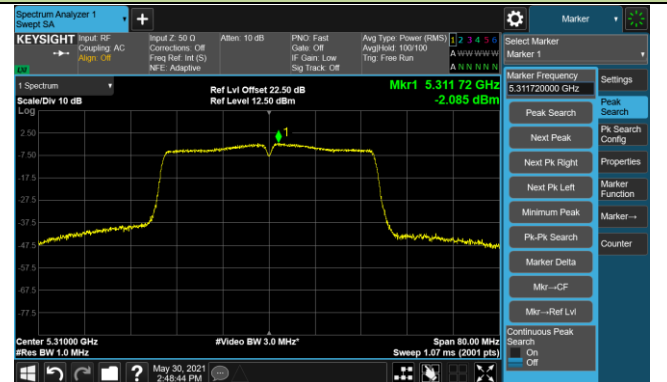 Spectrum Analyzer 1
Swept SA
+
Marker
KEYSIGHT
Input: RF
Coupling: AC
Align: Off
Input Z: 50 Ω
Corrections: Off
Freq Ref: Int (S)
NFE: Adaptive
Atten: 10 dB
PNO: Fast
Gate: Off
IF Gain: Low
Sig Track: Off
Avg Type: Power (RMS)
Avg|Hold: 100/100
Trig: Free Run
1 2 3 4 5 6
A W W W W W
A N N N N N
LXI
Select Marker
Marker 1
1 Spectrum
Scale/Div 10 dB
Log
Ref Lvl Offset 22.50 dB
Ref Level 12.50 dBm
Mkr1 5.311 72 GHz
-2.085 dBm
1
2.50
-7.50
-17.5
-27.5
-37.5
-47.5
-57.5
-67.5
-77.5
Center 5.31000 GHz
#Res BW 1.0 MHz
#Video BW 3.0 MHz*
Span 80.00 MHz
Sweep 1.07 ms (2001 pts)
Marker Frequency
5.311720000 GHz
Peak Search
Next Peak
Next Pk Right
Next Pk Left
Minimum Peak
Pk-Pk Search
Marker Delta
Mkr→CF
Mkr→Ref Lvl
Continuous Peak
Search
On
Off
Settings
Peak
Search
Pk Search
Config
Properties
Marker
Function
Marker→
Counter
?
May 30, 2021
2:48:44 PM